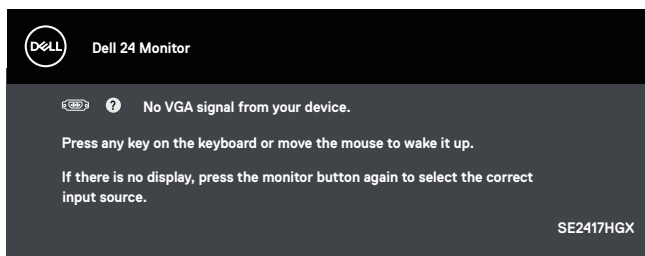 DELL
Dell 24 Monitor
? No VGA signal from your device.
Press any key on the keyboard or move the mouse to wake it up.
If there is no display, press the monitor button again to select the correct
input source.
SE2417HGX